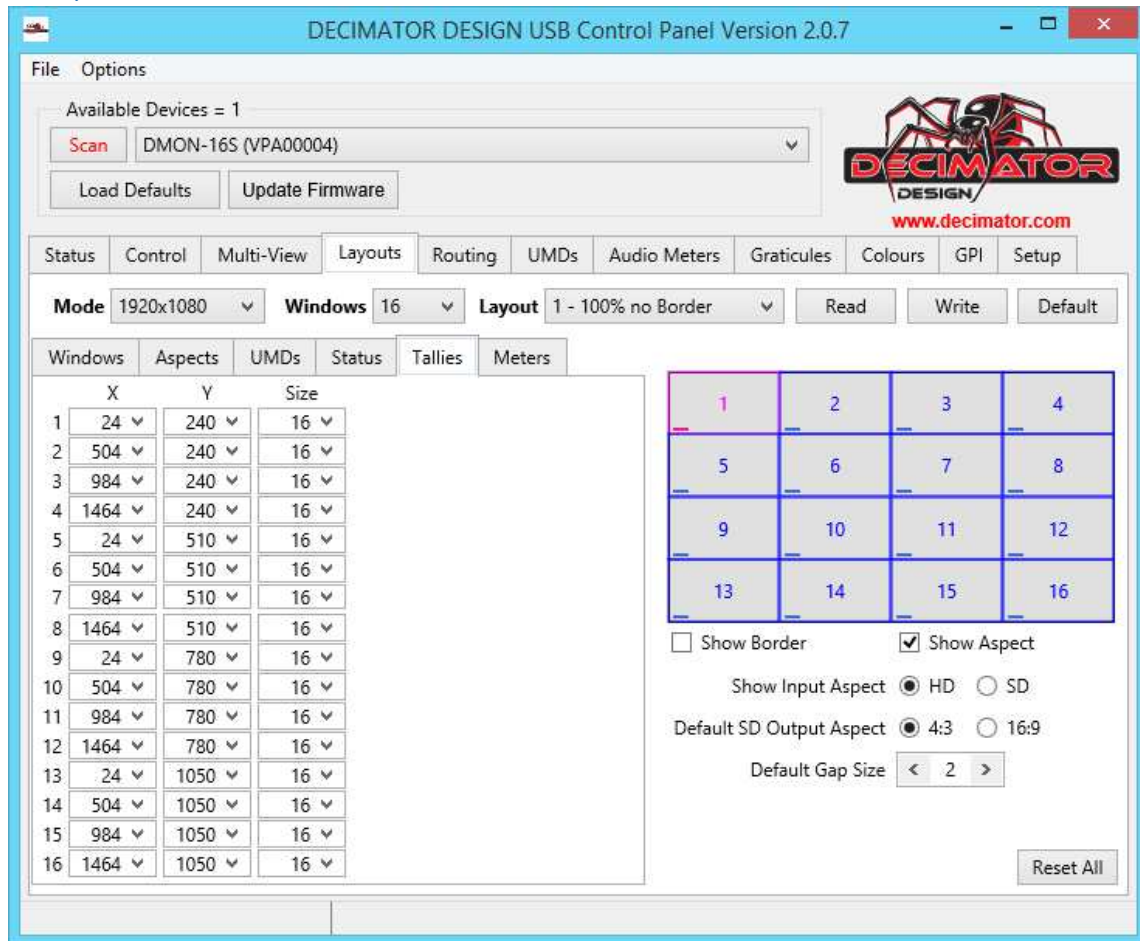 DECIMATOR DESIGN USB Control Panel Version 2.0.7
File Options
Available Devices = 1
Scan DMON-16S (VPA00004)
Load Defaults Update Firmware
DECIMATOR
DESIGN
www.decimator.com
Status Control Multi-View Layouts Routing UMDs Audio Meters Graticules Colours GPI Setup
Mode 1920x1080 Windows 16 Layout 1 - 100% no Border Read Write Default
Windows Aspects UMDs Status Tallies Meters
X Y Size
1 24 240 16
2 504 240 16
3 984 240 16
4 1464 240 16
5 24 510 16
6 504 510 16
7 984 510 16
8 1464 510 16
9 24 780 16
10 504 780 16
11 984 780 16
12 1464 780 16
13 24 1050 16
14 504 1050 16
15 984 1050 16
16 1464 1050 16
1 2 3 4
5 6 7 8
9 10 11 12
13 14 15 16
Show Border Show Aspect
Show Input Aspect HD SD
Default SD Output Aspect 4:3 16:9
Default Gap Size < 2 >
Reset All